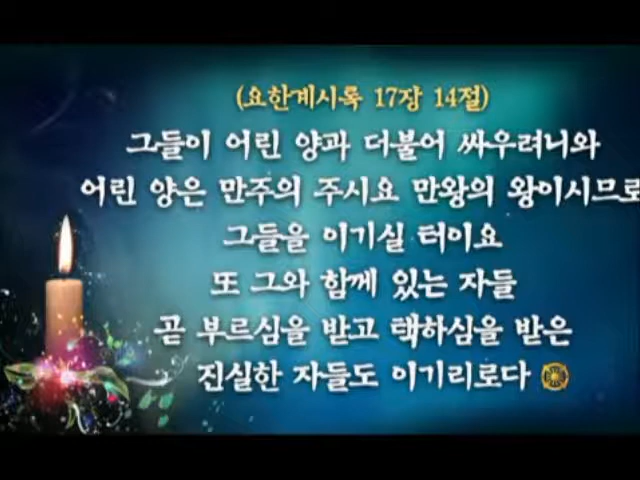 (요한계시록 17장 14절)
그들이 어린 양과 더불어 싸우려니와
어린 양은 만주의 주시요 만왕의 왕이시므로
그들을 이기실 터이요
또 그와 함께 있는 자들
곧 부르심을 받고 택하심을 받은
진실한 자들도 이기리로다